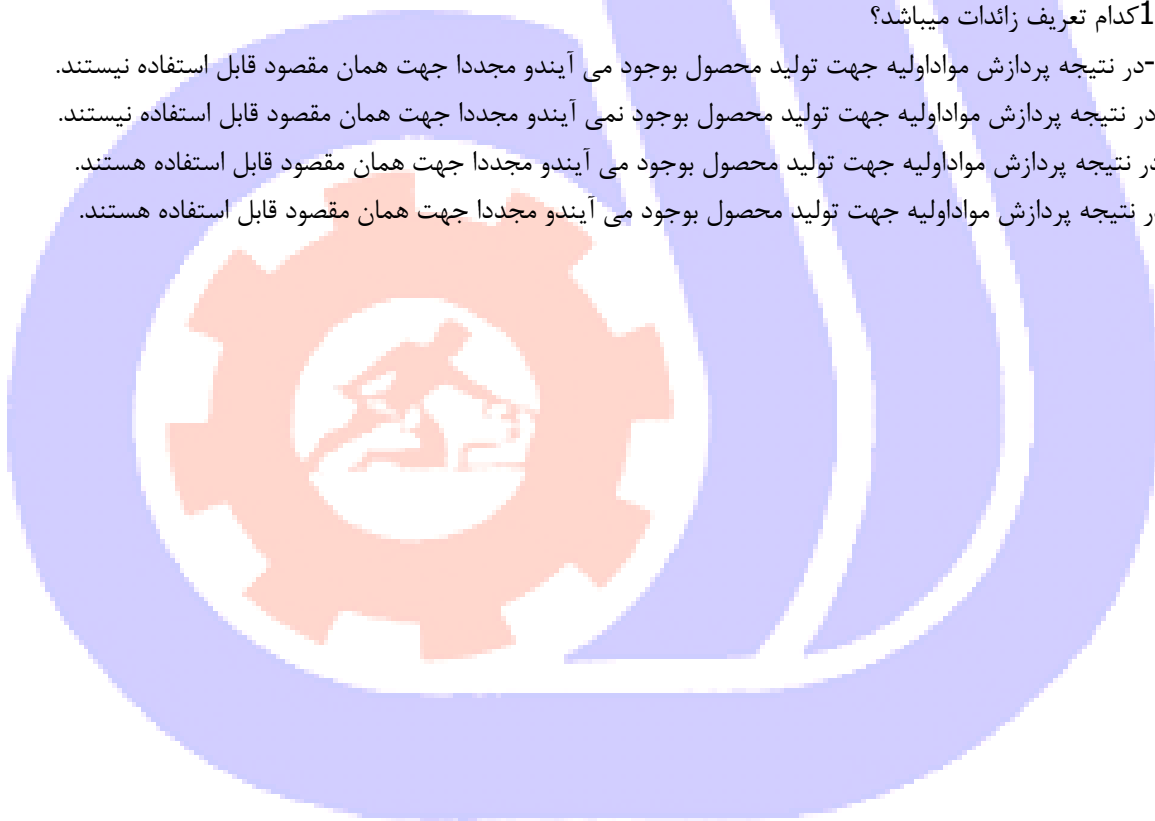 1کدام تعریف زائدات میباشد؟
-در نتیجه پردازش مواداولیه جهت تولید محصول بوجود می آیندو مجددا جهت همان مقصود قابل استفاده نیستند.
در نتیجه پردازش مواداولیه جهت تولید محصول بوجود نمی آیندو مجددا جهت همان مقصود قابل استفاده نیستند.
در نتیجه پردازش مواداولیه جهت تولید محصول بوجود می آیندو مجددا جهت همان مقصود قابل استفاده هستند.
ر نتیجه پردازش مواداولیه جهت تولید محصول بوجود می آیندو مجددا جهت همان مقصود قابل استفاده هستند.